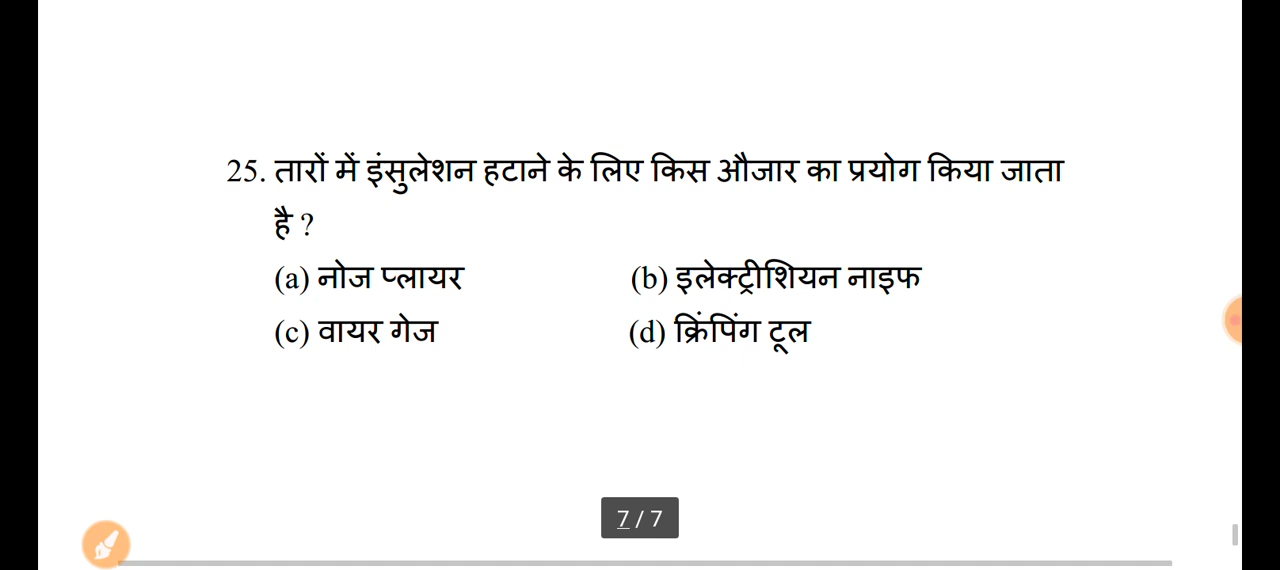 25. तारों में इंसुलेशन हटाने के लिए किस औजार का प्रयोग किया जाता
है ?
(a) नोज प्लायर (b) इलेक्ट्रीशियन नाइफ
(c) वायर गेज (d) क्रिंपिंग टूल
7 / 7